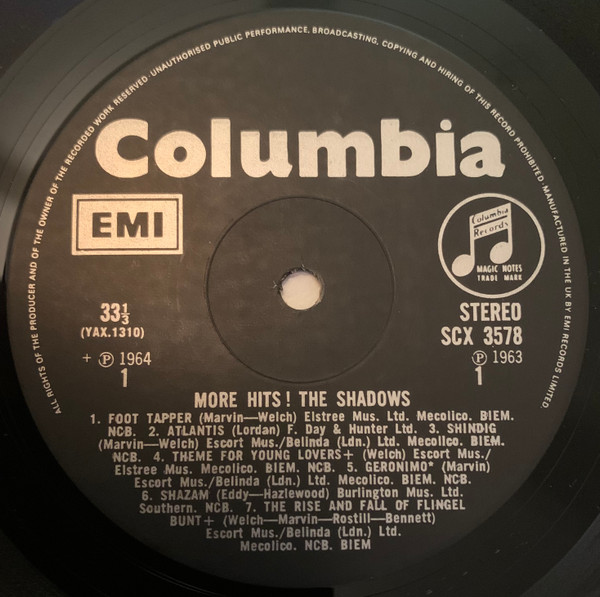 ALL RIGHTS OF THE PRODUCER AND OF THE OWNER OF THE RECORDED WORK RESERVED · UNAUTHORISED PUBLIC PERFORMANCE, BROADCASTING, COPYING AND HIRING OF THIS RECORD PROHIBITED · MANUFACTURED IN THE UK BY EMI RECORDS LIMITED.
Columbia
EMI
Columbia
Records
MAGIC NOTES
TRADE MARK
33⅓
(YAX.1310)
+ ℗ 1964
1
STEREO
SCX 3578
℗ 1963
1
MORE HITS! THE SHADOWS
1. FOOT TAPPER (Marvin—Welch) Elstree Mus. Ltd. Mecolico. BIEM.
NCB. 2. ATLANTIS (Lordan) F. Day & Hunter Ltd. 3. SHINDIG
(Marvin—Welch) Escort Mus./Belinda (Ldn.) Ltd. Mecolico. BIEM.
NCB. 4. THEME FOR YOUNG LOVERS+ (Welch) Escort Mus./
Elstree Mus. Mecolico. BIEM. NCB. 5. GERONIMO* (Marvin)
Escort Mus./Belinda (Ldn.) Ltd. Mecolico. BIEM. NCB.
6. SHAZAM (Eddy—Hazlewood) Burlington Mus. Ltd.
Southern. NCB. 7. THE RISE AND FALL OF FLINGEL
BUNT+ (Welch—Marvin—Rostill—Bennett)
Escort Mus./Belinda (Ldn.) Ltd.
Mecolico. NCB. BIEM